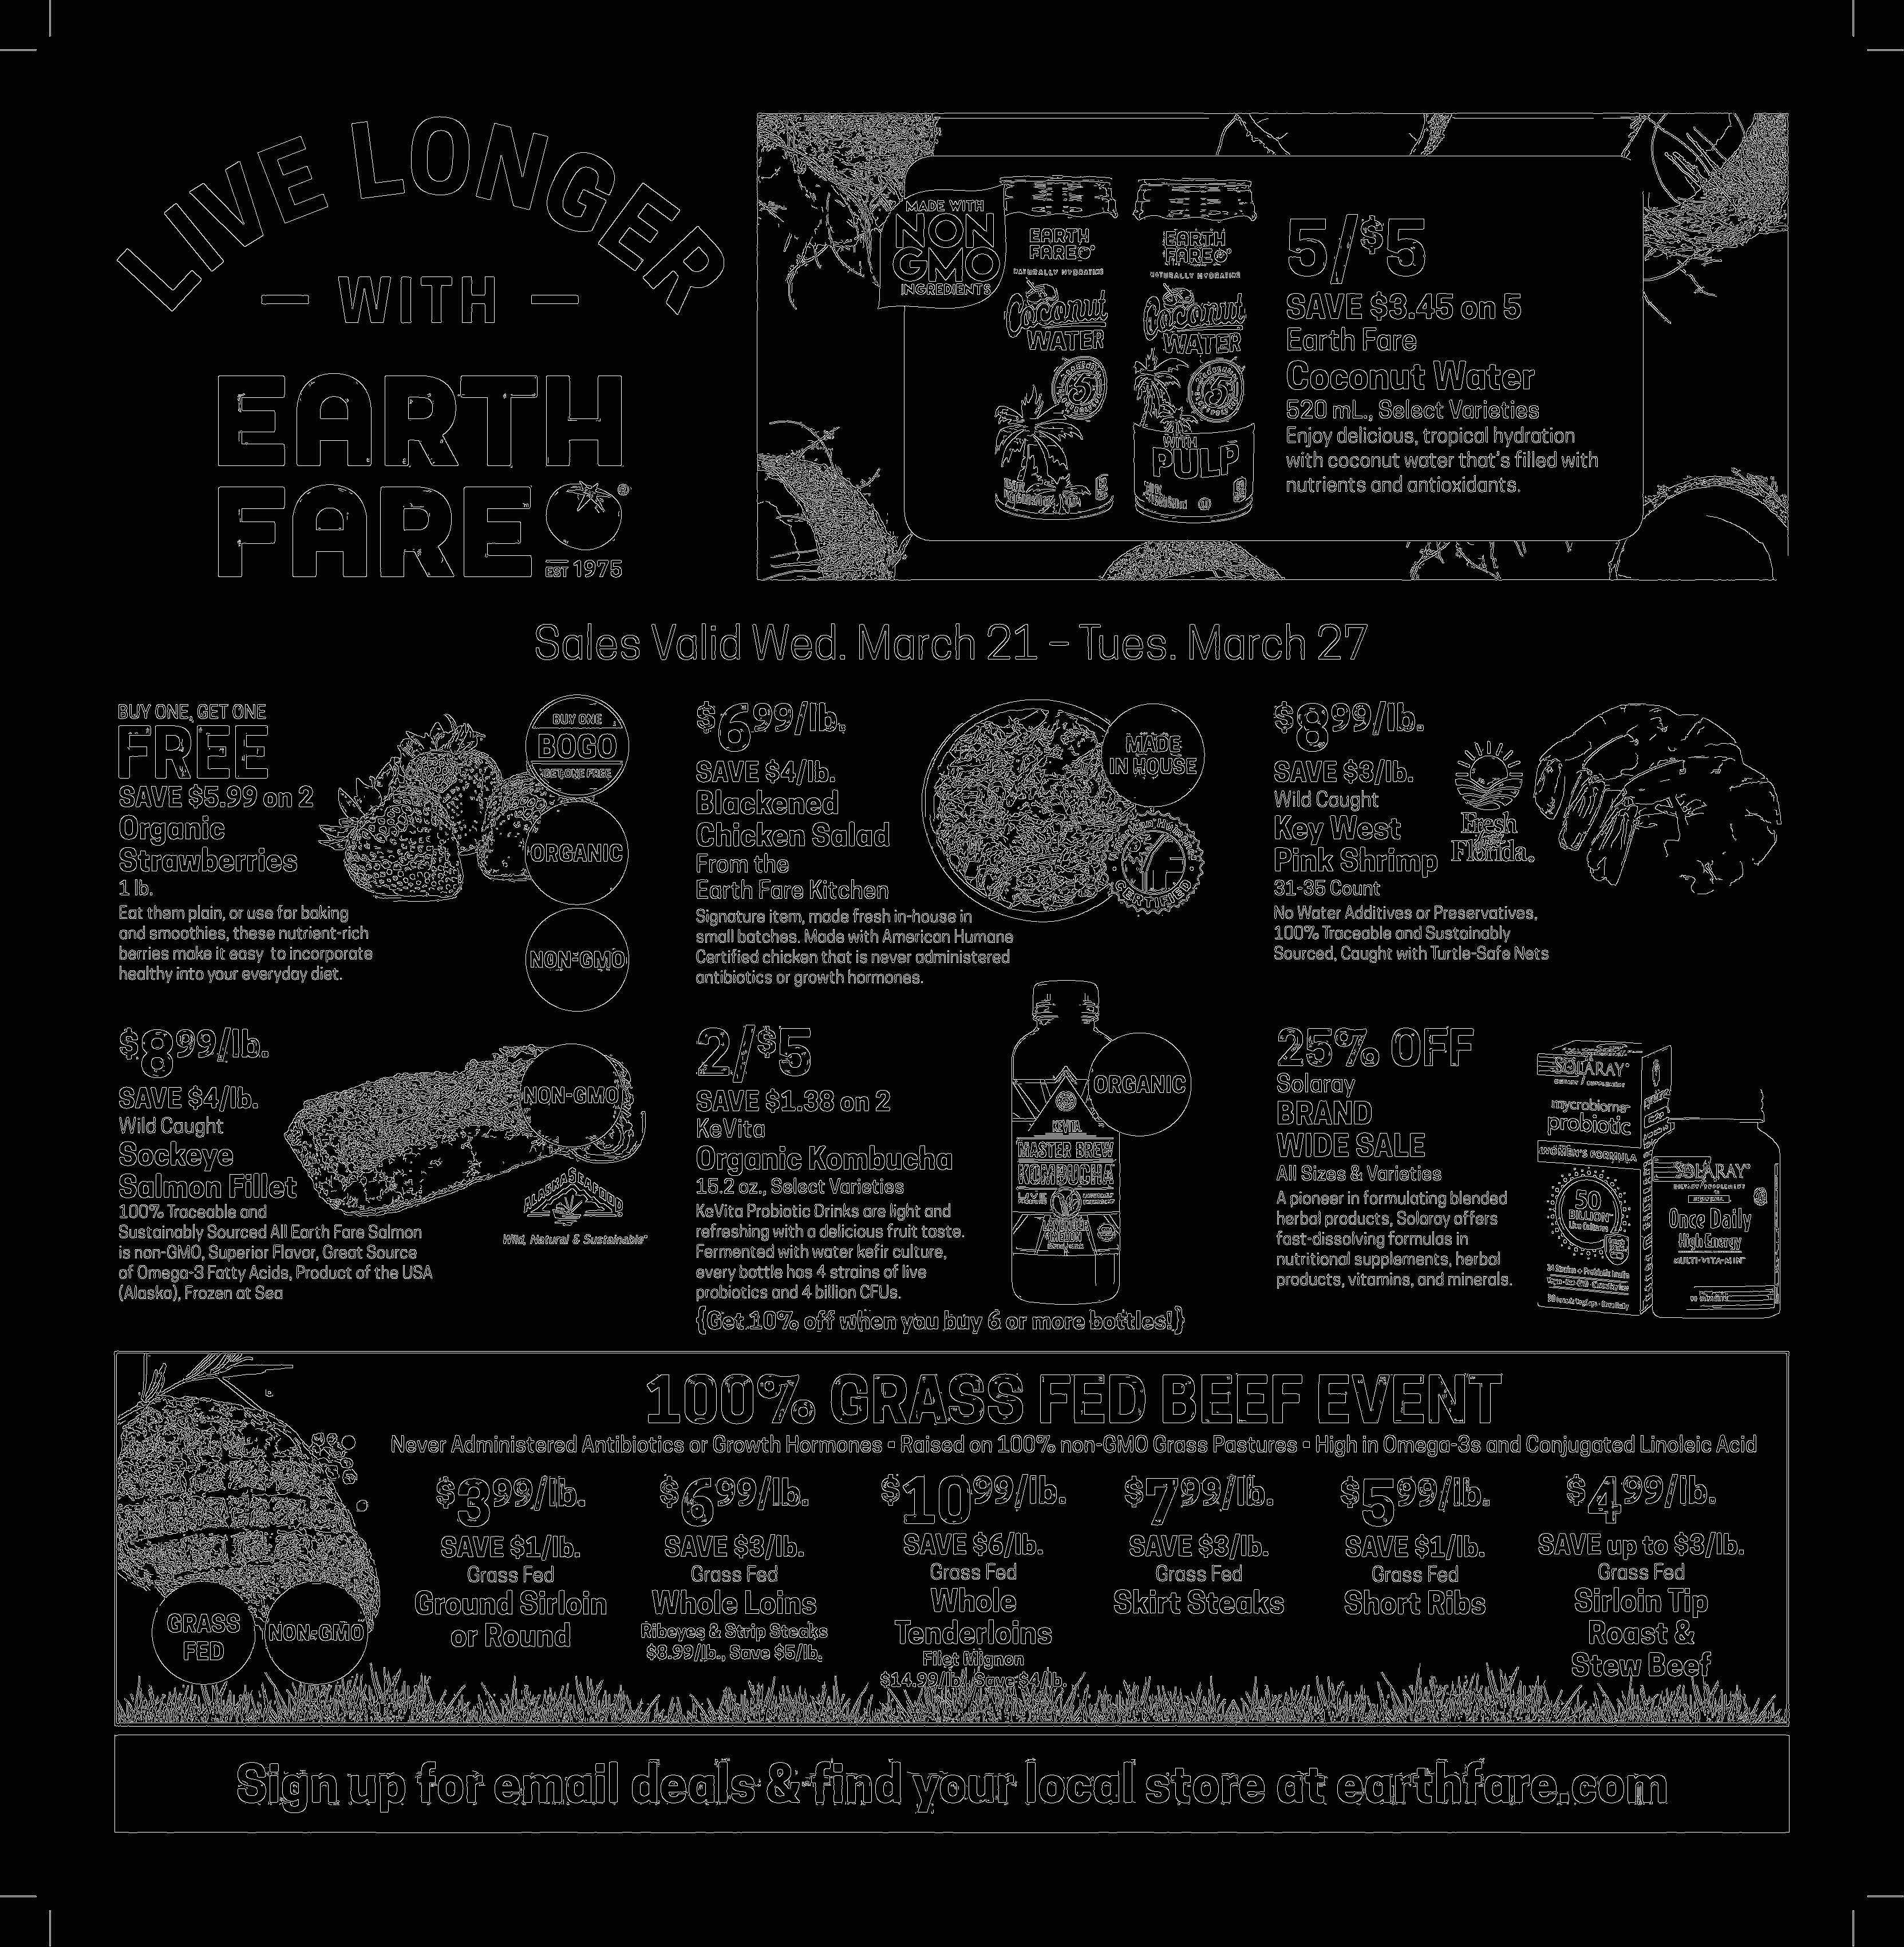 LIVE LONGER
— WITH —
EARTH
FARE®
EST 1975
MADE WITH
NON
GMO
INGREDIENTS
EARTH
FARE
NATURALLY HYDRATING
Coconut
WATER
EARTH
FARE
NATURALLY HYDRATING
Coconut
WATER
WITH
PULP
5/$5
SAVE $3.45 on 5
Earth Fare
Coconut Water
520 mL., Select Varieties
Enjoy delicious, tropical hydration
with coconut water that's filled with
nutrients and antioxidants.
Sales Valid Wed. March 21 – Tues. March 27
BUY ONE, GET ONE
FREE
SAVE $5.99 on 2
Organic
Strawberries
1 lb.
Eat them plain, or use for baking
and smoothies, these nutrient-rich
berries make it easy to incorporate
healthy into your everyday diet.
BUY ONE
BOGO
GET ONE FREE
ORGANIC
NON-GMO
$6.99/lb.
SAVE $4/lb.
Blackened
Chicken Salad
From the
Earth Fare Kitchen
Signature item, made fresh in-house in
small batches. Made with American Humane
Certified chicken that is never administered
antibiotics or growth hormones.
MADE
IN HOUSE
CERTIFIED
$8.99/lb.
SAVE $3/lb.
Wild Caught
Key West
Pink Shrimp
31-35 Count
No Water Additives or Preservatives,
100% Traceable and Sustainably
Sourced, Caught with Turtle-Safe Nets
Fresh
Florida.
$8.99/lb.
SAVE $4/lb.
Wild Caught
Sockeye
Salmon Fillet
100% Traceable and
Sustainably Sourced All Earth Fare Salmon
is non-GMO, Superior Flavor, Great Source
of Omega-3 Fatty Acids, Product of the USA
(Alaska), Frozen at Sea
NON-GMO
ALASKA SEAFOOD
Wild, Natural & Sustainable®
2/$5
SAVE $1.38 on 2
KeVita
Organic Kombucha
15.2 oz., Select Varieties
KeVita Probiotic Drinks are light and
refreshing with a delicious fruit taste.
Fermented with water kefir culture,
every bottle has 4 strains of live
probiotics and 4 billion CFUs.
{Get 10% off when you buy 6 or more bottles!}
ORGANIC
KEVITA
MASTER BREW
KOMBUCHA
LIVE
25% OFF
Solaray
BRAND
WIDE SALE
All Sizes & Varieties
A pioneer in formulating blended
herbal products, Solaray offers
fast-dissolving formulas in
nutritional supplements, herbal
products, vitamins, and minerals.
SOLARAY
mycrobiome
probiotic
WOMEN'S FORMULA
50
BILLION
Live Cultures
SOLARAY
Once Daily
High Energy
MULTI-VITA-MIN
100% GRASS FED BEEF EVENT
Never Administered Antibiotics or Growth Hormones • Raised on 100% non-GMO Grass Pastures • High in Omega-3s and Conjugated Linoleic Acid
GRASS
FED
NON-GMO
$3.99/lb.
SAVE $1/lb.
Grass Fed
Ground Sirloin
or Round
$6.99/lb.
SAVE $3/lb.
Grass Fed
Whole Loins
Ribeyes & Strip Steaks
$8.99/lb., Save $5/lb.
$10.99/lb.
SAVE $6/lb.
Grass Fed
Whole
Tenderloins
Filet Mignon
$14.99/lb., Save $4/lb.
$7.99/lb.
SAVE $3/lb.
Grass Fed
Skirt Steaks
$5.99/lb.
SAVE $1/lb.
Grass Fed
Short Ribs
$4.99/lb.
SAVE up to $3/lb.
Grass Fed
Sirloin Tip
Roast &
Stew Beef
Sign up for email deals & find your local store at earthfare.com